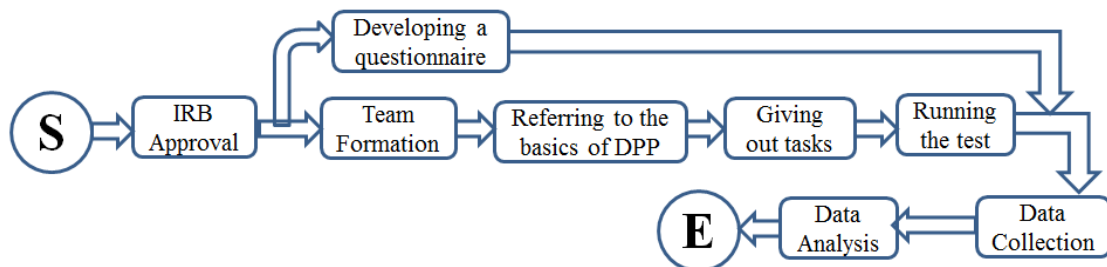 Developing a
questionnaire
S
IRB
Approval
Team
Formation
Referring to the
basics of DPP
Giving
out tasks
Running
the test
E
Data
Analysis
Data
Collection